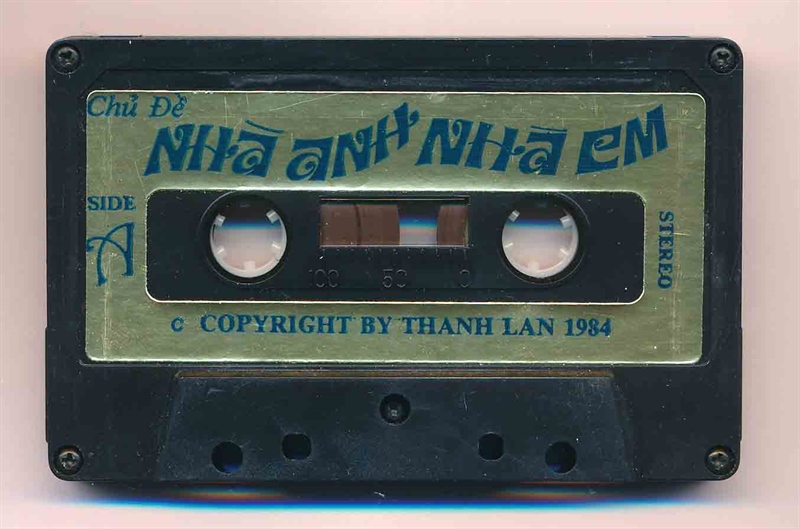 Chủ Đề
NHÀ ANH NHÀ EM
SIDE
A
STEREO
100 50 0
C COPYRIGHT BY THANH LAN 1984